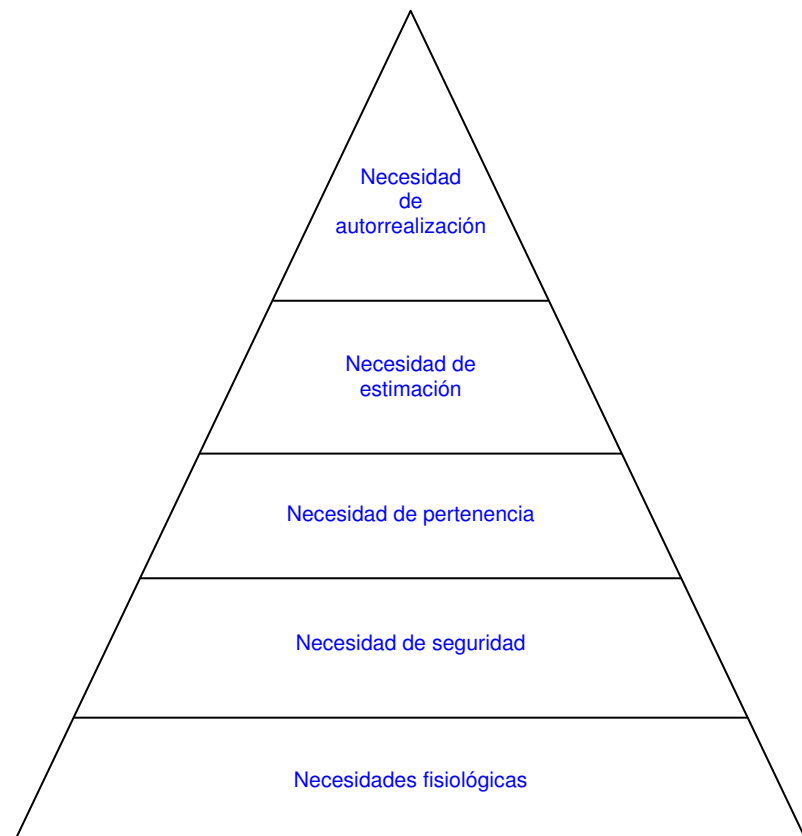 Necesidad
de
autorrealización
Necesidad de
estimación
Necesidad de pertenencia
Necesidad de seguridad
Necesidades fisiológicas